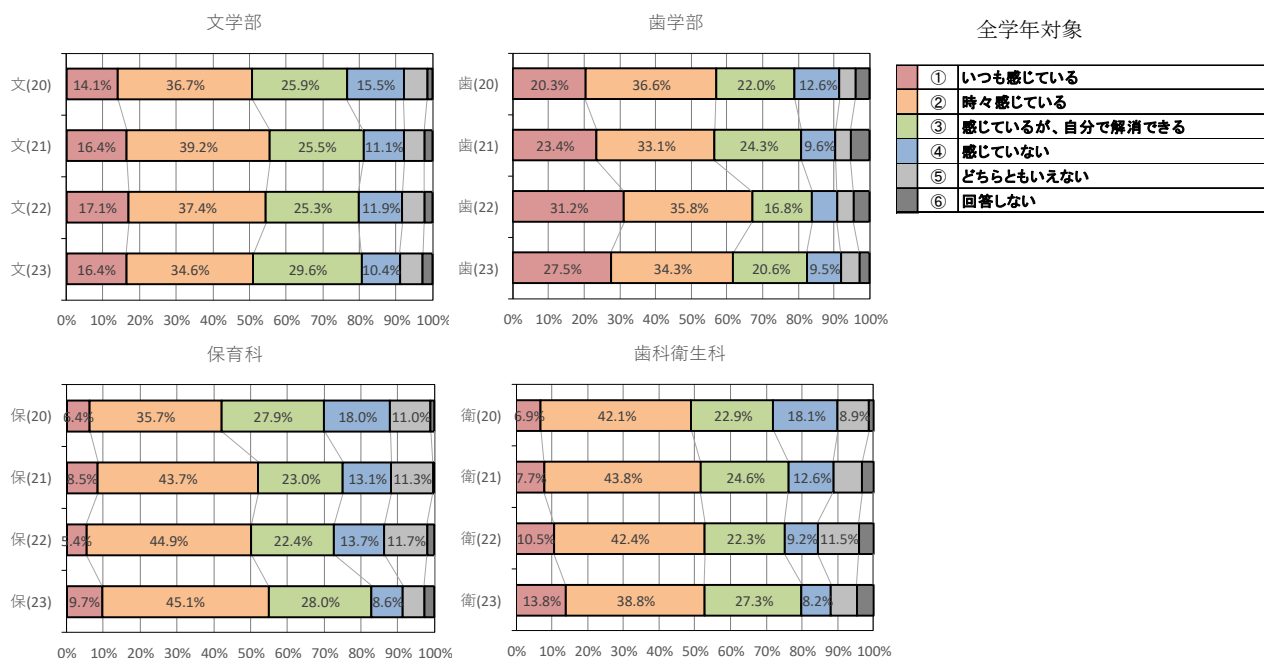 文学部
文(20) 14.1% 36.7% 25.9% 15.5%
文(21) 16.4% 39.2% 25.5% 11.1%
文(22) 17.1% 37.4% 25.3% 11.9%
文(23) 16.4% 34.6% 29.6% 10.4%
0% 10% 20% 30% 40% 50% 60% 70% 80% 90% 100%
歯学部
歯(20) 20.3% 36.6% 22.0% 12.6%
歯(21) 23.4% 33.1% 24.3% 9.6%
歯(22) 31.2% 35.8% 16.8%
歯(23) 27.5% 34.3% 20.6% 9.5%
0% 10% 20% 30% 40% 50% 60% 70% 80% 90% 100%
全学年対象
① いつも感じている
② 時々感じている
③ 感じているが、自分で解消できる
④ 感じていない
⑤ どちらともいえない
⑥ 回答しない
保育科
保(20) 6.4% 35.7% 27.9% 18.0% 11.0%
保(21) 8.5% 43.7% 23.0% 13.1% 11.3%
保(22) 5.4% 44.9% 22.4% 13.7% 11.7%
保(23) 9.7% 45.1% 28.0% 8.6%
0% 10% 20% 30% 40% 50% 60% 70% 80% 90% 100%
歯科衛生科
衛(20) 6.9% 42.1% 22.9% 18.1% 8.9%
衛(21) 7.7% 43.8% 24.6% 12.6%
衛(22) 10.5% 42.4% 22.3% 9.2% 11.5%
衛(23) 13.8% 38.8% 27.3% 8.2%
0% 10% 20% 30% 40% 50% 60% 70% 80% 90% 100%